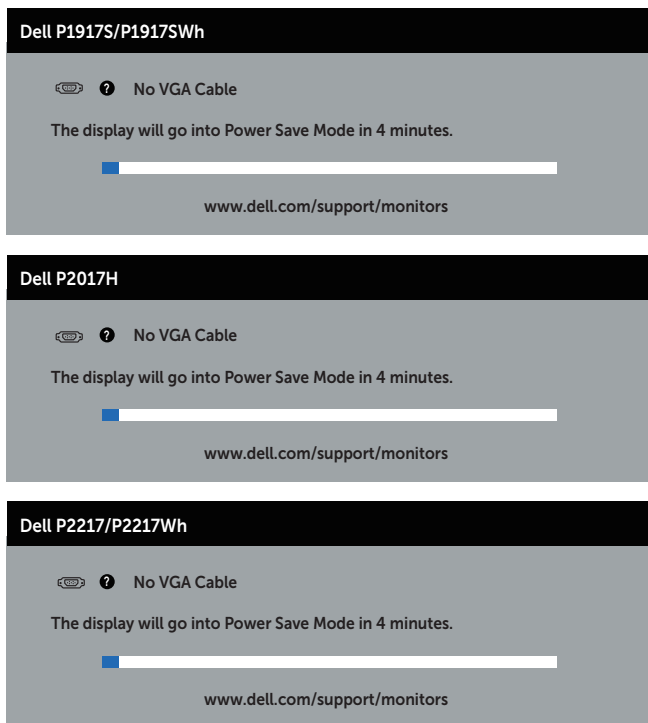 Dell P1917S/P1917SWh
? No VGA Cable
The display will go into Power Save Mode in 4 minutes.
www.dell.com/support/monitors
Dell P2017H
? No VGA Cable
The display will go into Power Save Mode in 4 minutes.
www.dell.com/support/monitors
Dell P2217/P2217Wh
? No VGA Cable
The display will go into Power Save Mode in 4 minutes.
www.dell.com/support/monitors